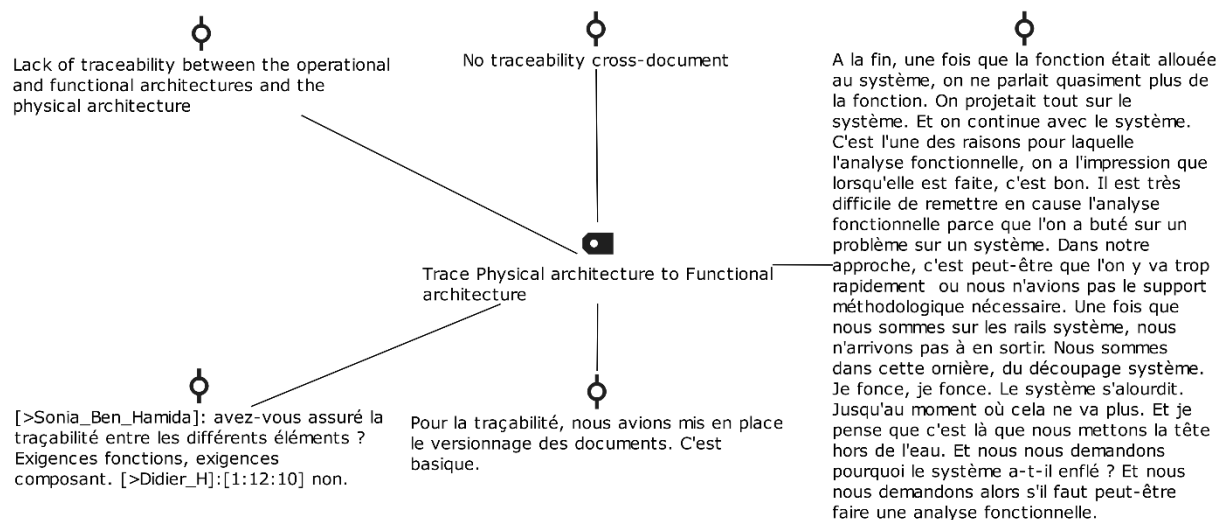 Lack of traceability between the operational
and functional architectures and the
physical architecture
No traceability cross-document
A la fin, une fois que la fonction était allouée
au système, on ne parlait quasiment plus de
la fonction. On projetait tout sur le
système. Et on continue avec le système.
C'est l'une des raisons pour laquelle
l'analyse fonctionnelle, on a l'impression que
lorsqu'elle est faite, c'est bon. Il est très
difficile de remettre en cause l'analyse
fonctionnelle parce que l'on a buté sur un
problème sur un système. Dans notre
approche, c'est peut-être que l'on y va trop
rapidement ou nous n'avions pas le support
méthodologique nécessaire. Une fois que
nous sommes sur les rails système, nous
n'arrivons pas à en sortir. Nous sommes
dans cette ornière, du découpage système.
Je fonce, je fonce. Le système s'alourdit.
Jusqu'au moment où cela ne va plus. Et je
pense que c'est là que nous mettons la tête
hors de l'eau. Et nous nous demandons
pourquoi le système a-t-il enflé ? Et nous
nous demandons alors s'il faut peut-être
faire une analyse fonctionnelle.
Trace Physical architecture to Functional
architecture
[>Sonia_Ben_Hamida]: avez-vous assuré la
traçabilité entre les différents éléments ?
Exigences fonctions, exigences
composant. [>Didier_H]:[1:12:10] non.
Pour la traçabilité, nous avions mis en place
le versionnage des documents. C'est
basique.